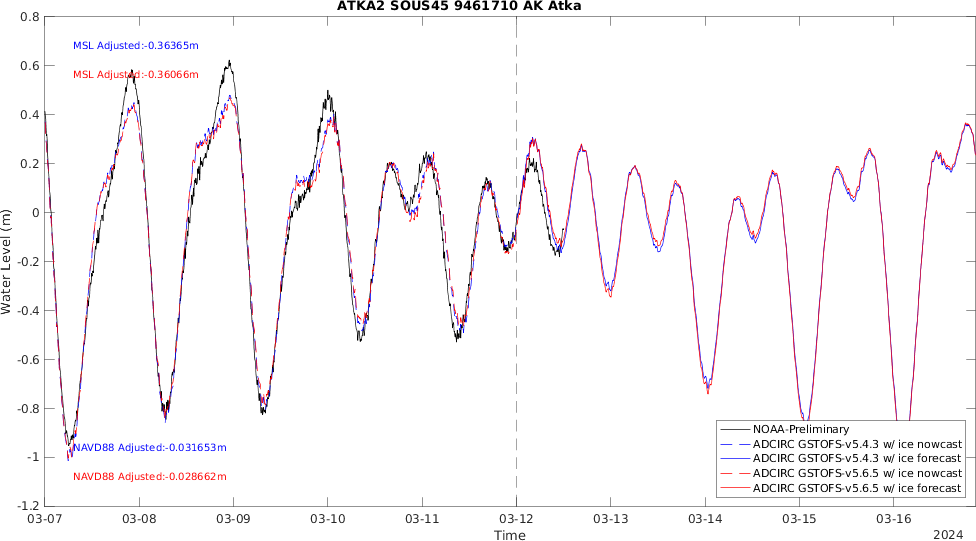 ATKA2 SOUS45 9461710 AK Atka
MSL Adjusted:-0.36365m
MSL Adjusted:-0.36066m
NAVD88 Adjusted:-0.031653m
NAVD88 Adjusted:-0.028662m
Water Level (m)
0.8
0.6
0.4
0.2
0
-0.2
-0.4
-0.6
-0.8
-1
-1.2
NOAA-Preliminary
ADCIRC GSTOFS-v5.4.3 w/ ice nowcast
ADCIRC GSTOFS-v5.4.3 w/ ice forecast
ADCIRC GSTOFS-v5.6.5 w/ ice nowcast
ADCIRC GSTOFS-v5.6.5 w/ ice forecast
03-07 03-08 03-09 03-10 03-11 03-12 03-13 03-14 03-15 03-16
Time
2024